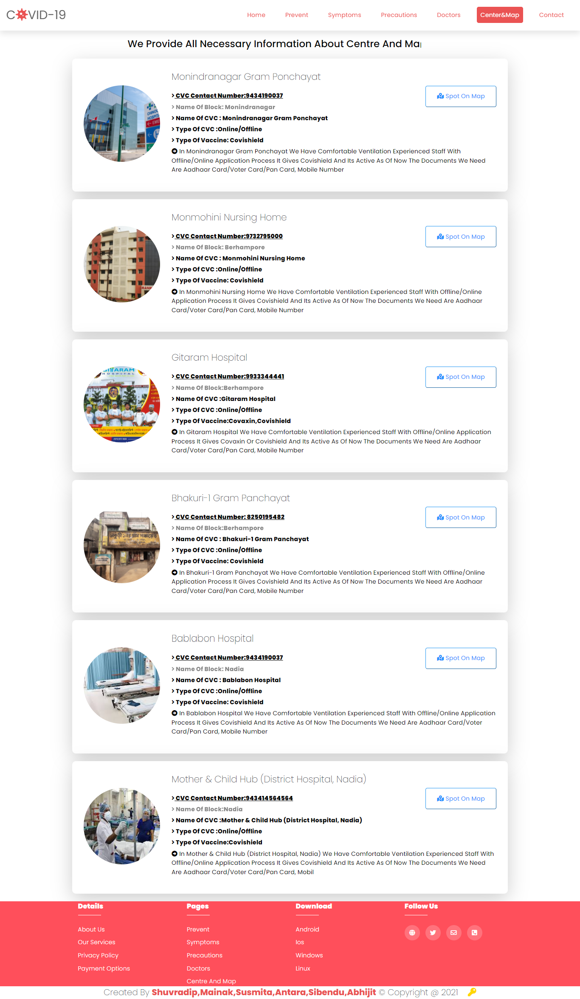 COVID-19
Home Prevent Symptoms Precautions Doctors Center&Map Contact
We Provide All Necessary Information About Centre And Ma
Monindranagar Gram Ponchayat
CVC Contact Number:9434190037
Spot On Map
Name Of Block: Monindranagar
Name Of CVC : Monindranagar Gram Ponchayat
Type Of CVC :Online/Offline
Type Of Vaccine: Covishield
In Monindranagar Gram Ponchayat We Have Comfortable Ventilation Experienced Staff With
Offline/Online Application Process It Gives Covishield And Its Active As Of Now The Documents We Need
Are Aadhaar Card/Voter Card/Pan Card, Mobile Number
Monmohini Nursing Home
CVC Contact Number:9732795000
Spot On Map
Name Of Block: Berhampore
Name Of CVC : Monmohini Nursing Home
Type Of CVC :Online/Offline
Type Of Vaccine: Covishield
In Monmohini Nursing Home We Have Comfortable Ventilation Experienced Staff With Offline/Online
Application Process It Gives Covishield And Its Active As Of Now The Documents We Need Are Aadhaar
Card/Voter Card/Pan Card, Mobile Number
Gitaram Hospital
CVC Contact Number:9933344441
Spot On Map
Name Of Block:Berhampore
Name Of CVC :Gitaram Hospital
Type Of CVC :Online/Offline
Type Of Vaccine:Covaxin,Covishield
In Gitaram Hospital We Have Comfortable Ventilation Experienced Staff With Offline/Online Application
Process It Gives Covaxin Or Covishield And Its Active As Of Now The Documents We Need Are Aadhaar
Card/Voter Card/Pan Card, Mobile Number
Bhakuri-1 Gram Panchayat
CVC Contact Number: 8250195482
Spot On Map
Name Of Block:Berhampore
Name Of CVC : Bhakuri-1 Gram Panchayat
Type Of CVC :Online/Offline
Type Of Vaccine: Covishield
In Bhakuri-1 Gram Panchayat We Have Comfortable Ventilation Experienced Staff With Offline/Online
Application Process It Gives Covishield And Its Active As Of Now The Documents We Need Are Aadhaar
Card/Voter Card/Pan Card, Mobile Number
Bablabon Hospital
CVC Contact Number:9434190037
Spot On Map
Name Of Block: Nadia
Name Of CVC : Bablabon Hospital
Type Of CVC :Online/Offline
Type Of Vaccine: Covishield
In Bablabon Hospital We Have Comfortable Ventilation Experienced Staff With Offline/Online Application
Process It Gives Covishield And Its Active As Of Now The Documents We Need Are Aadhaar Card/Voter
Card/Pan Card, Mobile Number
Mother & Child Hub (District Hospital, Nadia)
CVC Contact Number:943414564564
Spot On Map
Name Of Block:Nadia
Name Of CVC :Mother & Child Hub (District Hospital, Nadia)
Type Of CVC :Online/Offline
Type Of Vaccine:Covishield
In Mother & Child Hub (District Hospital, Nadia) We Have Comfortable Ventilation Experienced Staff With
Offline/Online Application Process It Gives Covishield And Its Active As Of Now The Documents We Need
Are Aadhaar Card/Voter Card/Pan Card, Mobil
Details
About Us
Our Services
Privacy Policy
Payment Options
Pages
Prevent
Symptoms
Precautions
Doctors
Centre And Map
Download
Android
Ios
Windows
Linux
Follow Us
Created By Shuvradip,Mainak,Susmita,Antara,Sibendu,Abhijit © Copyright @ 2021